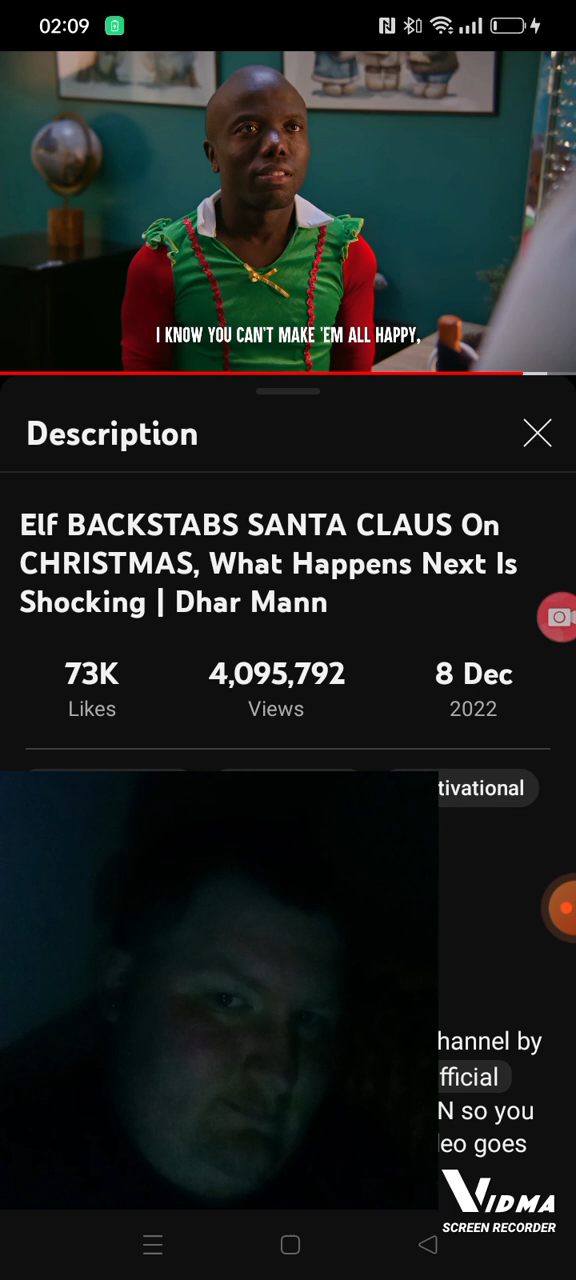 02:09
I KNOW YOU CAN'T MAKE 'EM ALL HAPPY,
Description
Elf BACKSTABS SANTA CLAUS On
CHRISTMAS, What Happens Next Is
Shocking | Dhar Mann
73K
4,095,792
8 Dec
Likes
Views
2022
tivational
hannel by
fficial
N so you
eo goes
VIDMA
SCREEN RECORDER